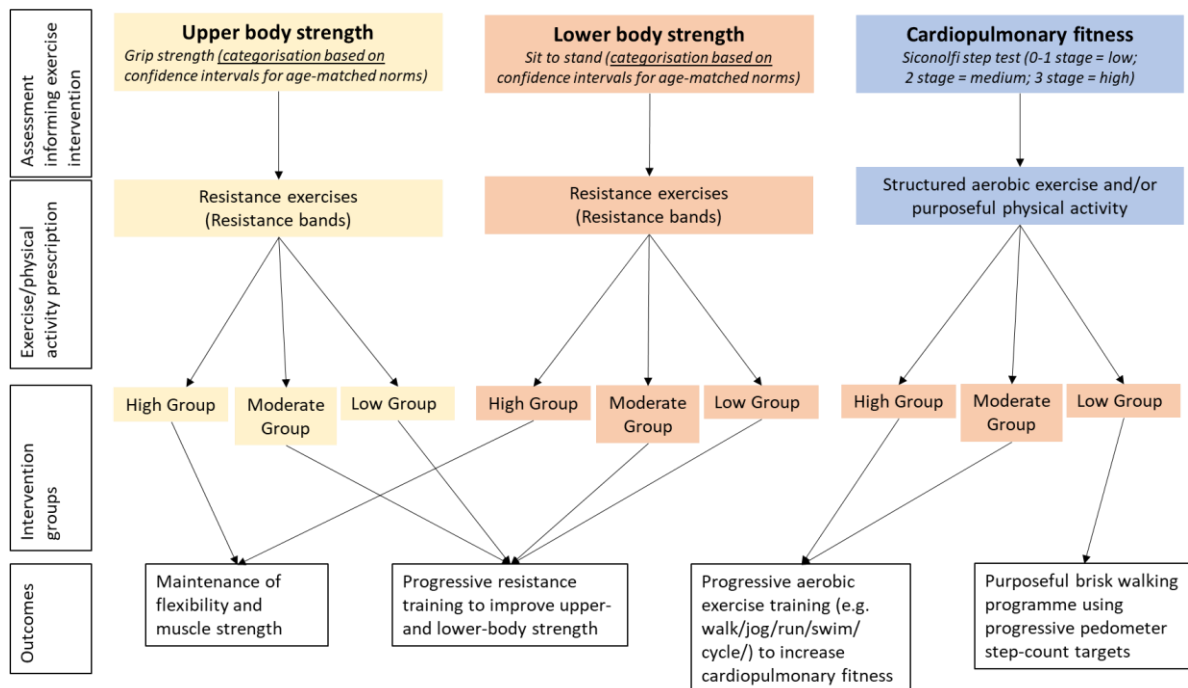 Assessment
informing exercise
intervention
Upper body strength
Grip strength (categorisation based on
confidence intervals for age-matched norms)
Lower body strength
Sit to stand (categorisation based on
confidence intervals for age-matched norms)
Cardiopulmonary fitness
Siconolfi step test (0-1 stage = low;
2 stage = medium; 3 stage = high)
Exercise/physical
activity prescription
Resistance exercises
(Resistance bands)
Resistance exercises
(Resistance bands)
Structured aerobic exercise and/or
purposeful physical activity
Intervention
groups
High Group
Moderate
Group
Low Group
High Group
Moderate
Group
Low Group
High Group
Moderate
Group
Low Group
Outcomes
Maintenance of
flexibility and
muscle strength
Progressive resistance
training to improve upper-
and lower-body strength
Progressive aerobic
exercise training (e.g.
walk/jog/run/swim/
cycle/) to increase
cardiopulmonary fitness
Purposeful brisk walking
programme using
progressive pedometer
step-count targets